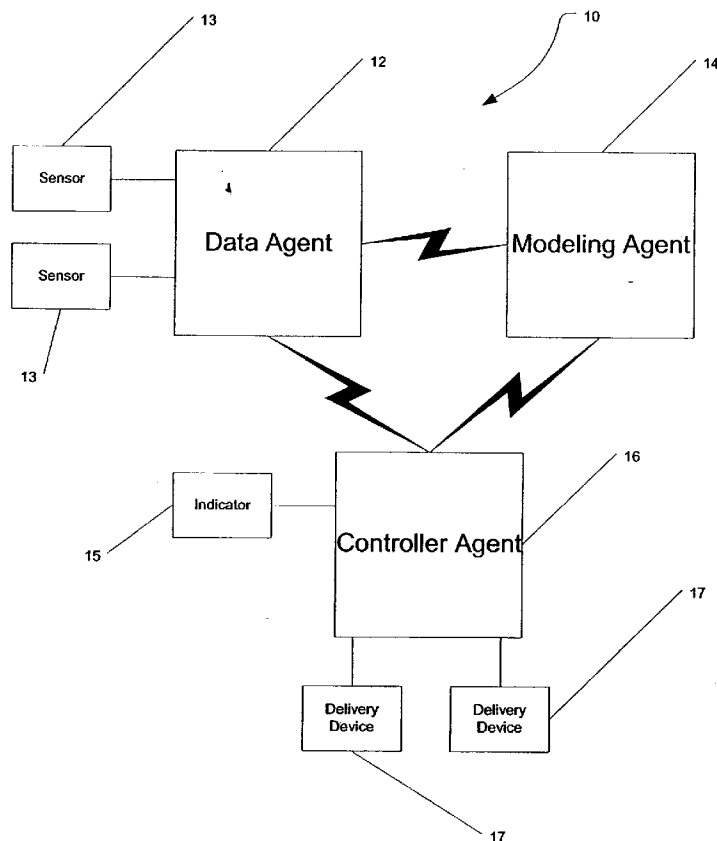 13
10
12
14
Sensor
Data Agent
Modeling Agent
Sensor
13
16
Indicator
Controller Agent
15
17
Delivery
Device
Delivery
Device
17